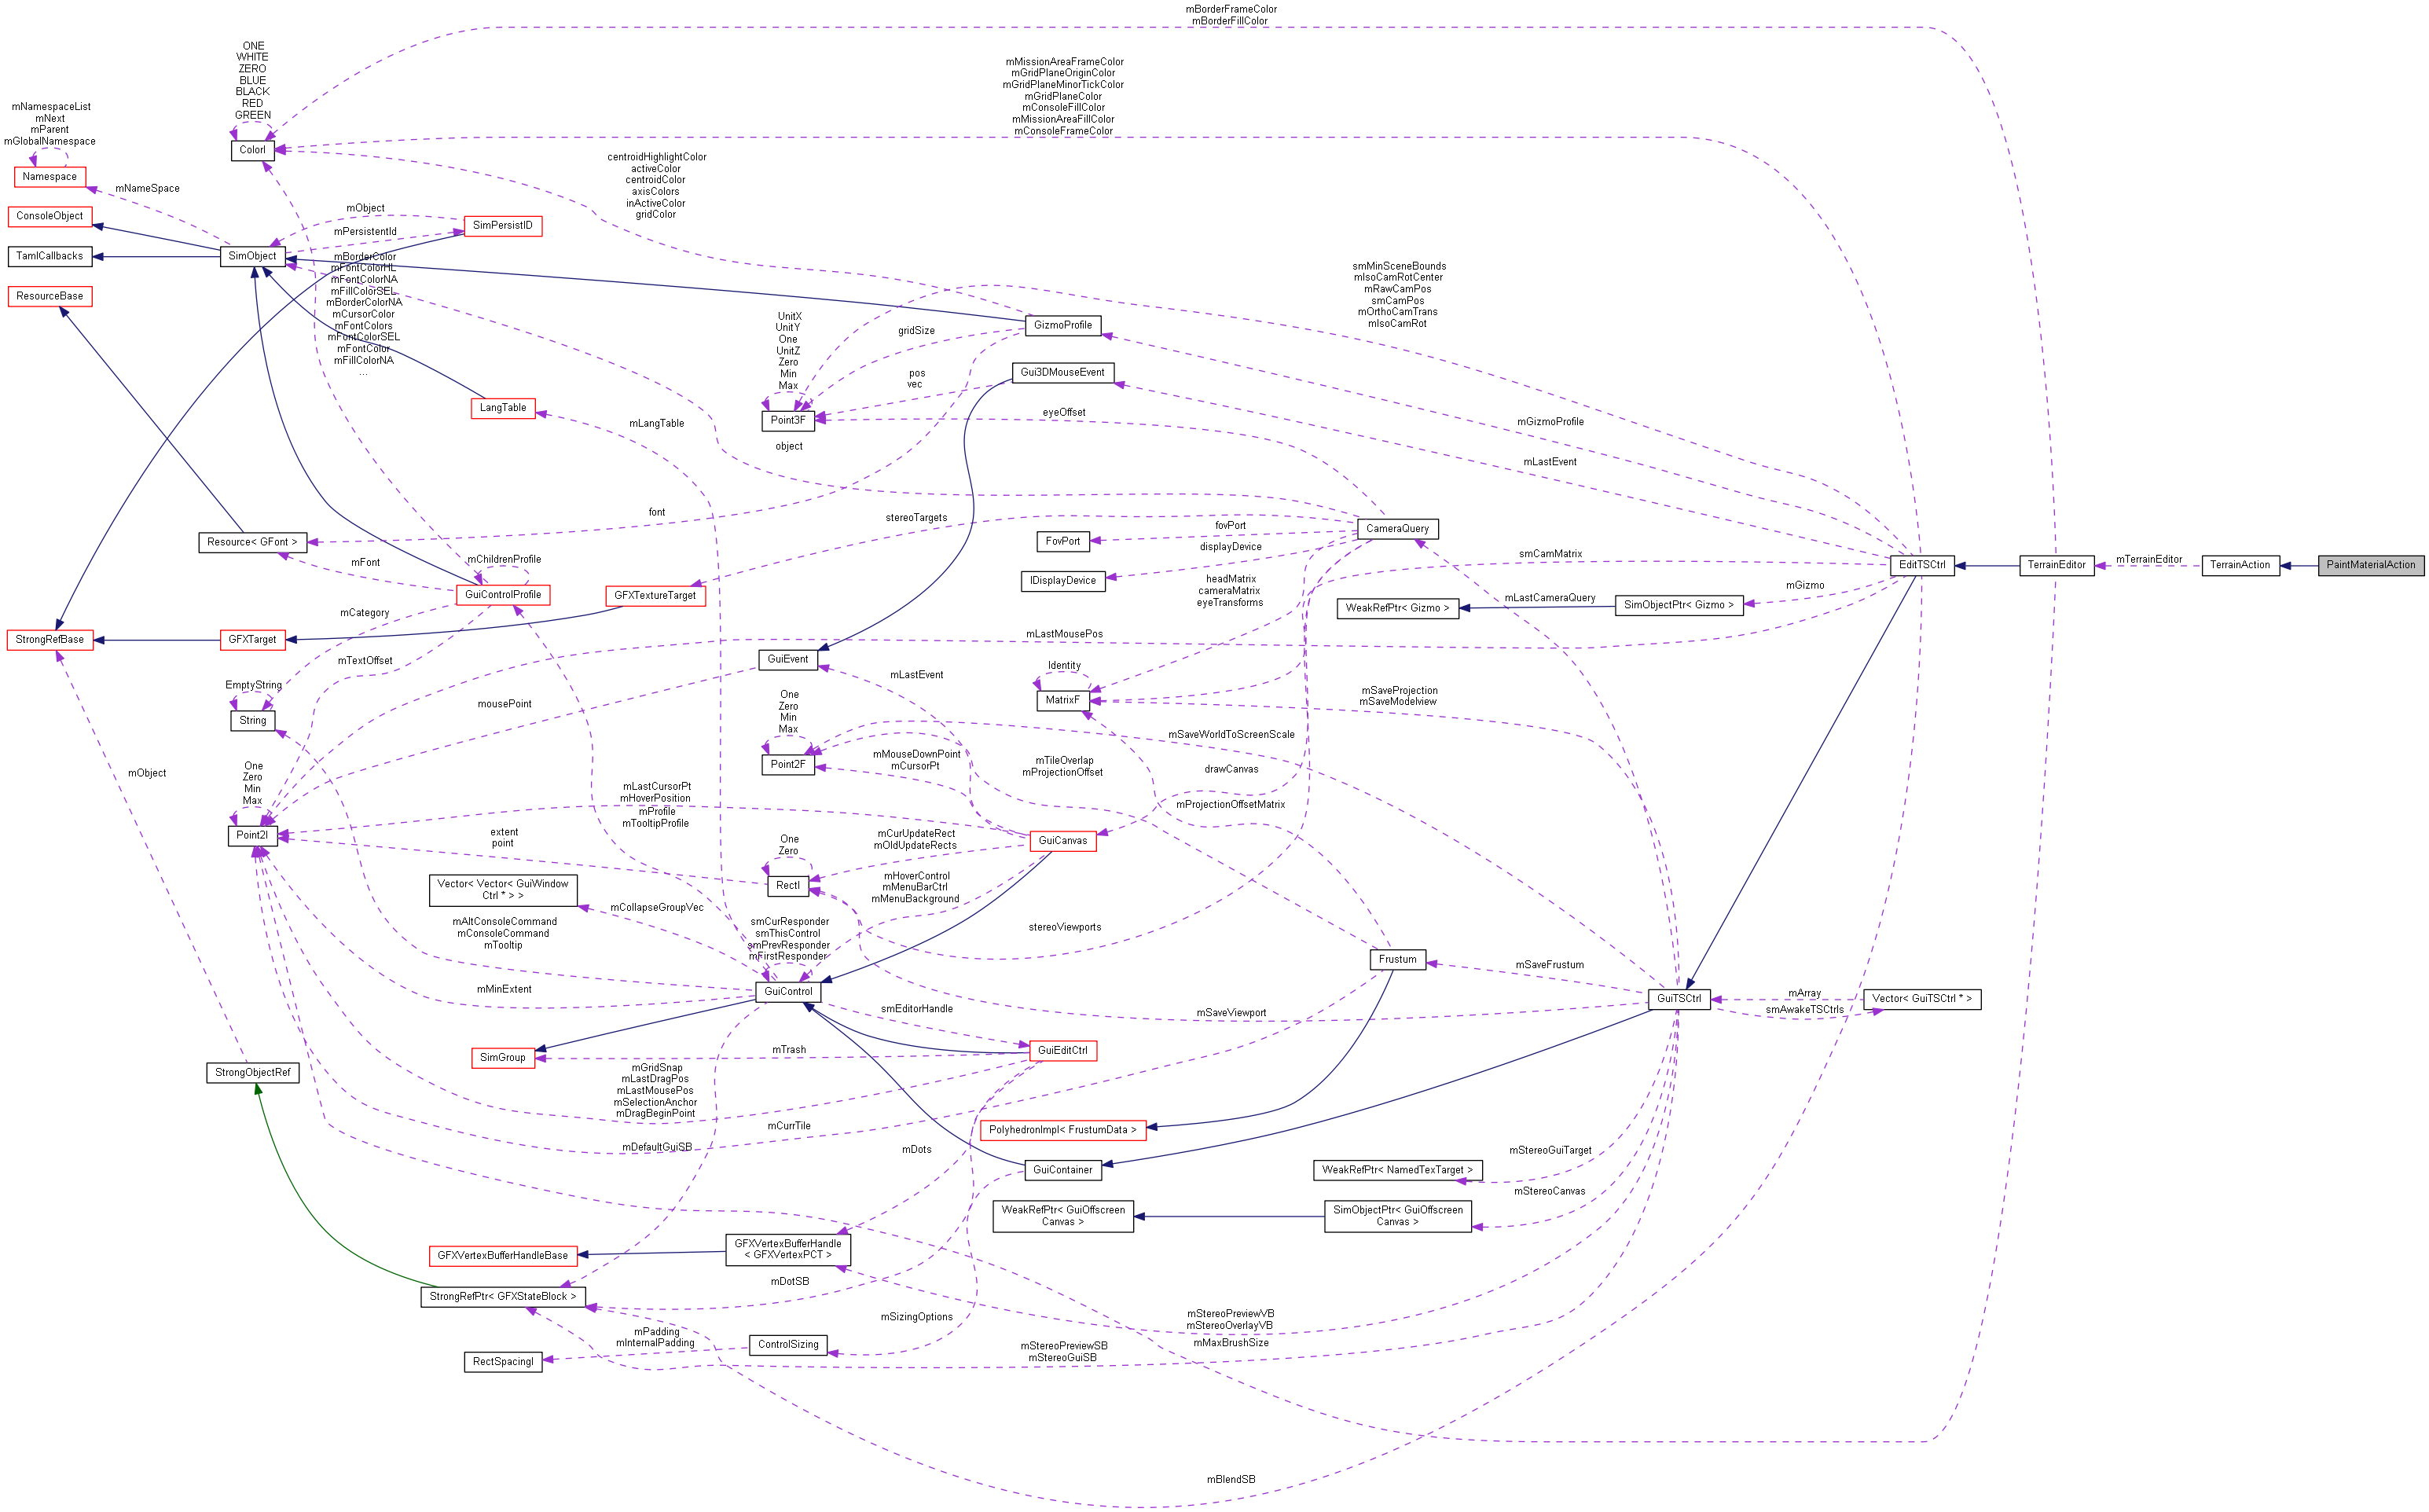 mBorderFrameColor
mBorderFillColor
ONE
WHITE
ZERO
BLUE
BLACK
RED
GREEN
mMissionAreaFrameColor
mGridPlaneOriginColor
mGridPlaneMinorTickColor
mGridPlaneColor
mConsoleFillColor
mMissionAreaFillColor
mConsoleFrameColor
mNamespaceList
mNext
mParent
mGlobalNamespace
ColorI
centroidHighlightColor
activeColor
centroidColor
axisColors
inActiveColor
gridColor
Namespace
mNameSpace
ConsoleObject
mObject
SimPersistID
mPersistentId
TamlCallbacks
SimObject
mBorderColor
mFontColorHL
mFontColorNA
mFillColorSEL
mBorderColorNA
mCursorColor
mFontColors
mFontColorSEL
mFontColor
mFillColorNA
...
ResourceBase
smMinSceneBounds
mIsoCamRotCenter
mRawCamPos
smCamPos
mOrthoCamTrans
mIsoCamRot
UnitX
UnitY
One
UnitZ
Zero
Min
Max
gridSize
GizmoProfile
pos
vec
Gui3DMouseEvent
LangTable
mLangTable
Point3F
eyeOffset
object
mGizmoProfile
mLastEvent
font
stereoTargets
CameraQuery
Resource< GFont >
mFont
mChildrenProfile
fovPort
FovPort
displayDevice
IDisplayDevice
smCamMatrix
EditTSCtrl
TerrainEditor
mTerrainEditor
TerrainAction
PaintMaterialAction
GuiControlProfile
GFXTextureTarget
headMatrix
cameraMatrix
eyeTransforms
mGizmo
mLastCameraQuery
WeakRefPtr< Gizmo >
SimObjectPtr< Gizmo >
mCategory
StrongRefBase
GFXTarget
mLastMousePos
mTextOffset
GuiEvent
mLastEvent
Identity
MatrixF
EmptyString
String
mousePoint
One
Zero
Min
Max
Point2F
mSaveProjection
mSaveModelview
mSaveWorldToScreenScale
mMouseDownPoint
mCursorPt
mTileOverlap
mProjectionOffset
drawCanvas
mObject
One
Zero
Min
Max
Point2I
mLastCursorPt
mHoverPosition
mProfile
mTooltipProfile
mProjectionOffsetMatrix
extent
point
One
Zero
RectI
mCurUpdateRect
mOldUpdateRects
GuiCanvas
Vector< Vector< GuiWindow
Ctrl * > >
mCollapseGroupVec
mHoverControl
mMenuBarCtrl
mMenuBackground
mAltConsoleCommand
mConsoleCommand
mTooltip
smCurResponder
smThisControl
smPrevResponder
mFirstResponder
stereoViewports
Frustum
mSaveFrustum
mMinExtent
GuiControl
smEditorHandle
mSaveViewport
GuiTSCtrl
mArray
smAwakeTSCtrls
Vector< GuiTSCtrl * >
SimGroup
mTrash
GuiEditCtrl
StrongObjectRef
mGridSnap
mLastDragPos
mLastMousePos
mSelectionAnchor
mDragBeginPoint
mCurrTile
PolyhedronImpl< FrustumData >
mDefaultGuiSB
mDots
GuiContainer
mStereoGuiTarget
WeakRefPtr< NamedTexTarget >
mStereoCanvas
WeakRefPtr< GuiOffscreen
Canvas >
SimObjectPtr< GuiOffscreen
Canvas >
GFXVertexBufferHandleBase
GFXVertexBufferHandle
< GFXVertexPCT >
mDotSB
StrongRefPtr< GFXStateBlock >
mSizingOptions
mStereoPreviewVB
mStereoOverlayVB
mMaxBrushSize
mPadding
mInternalPadding
ControlSizing
mStereoPreviewSB
mStereoGuiSB
RectSpacingI
mBlendSB